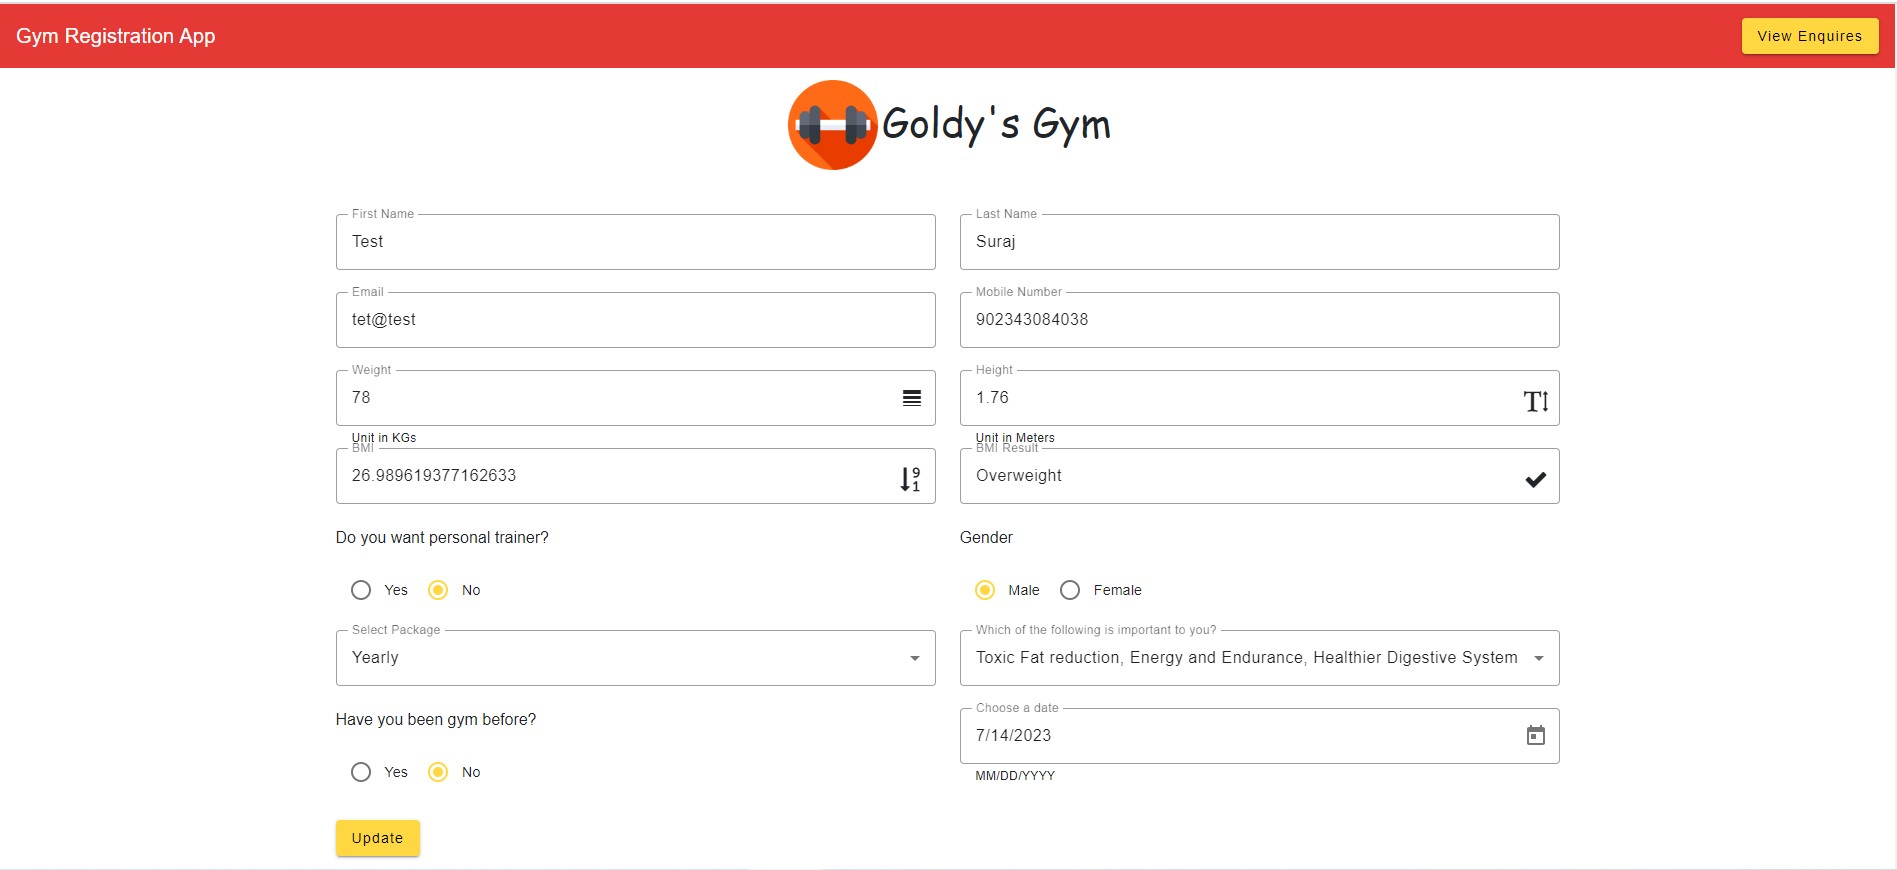 Gym Registration App
View Enquires
Goldy's Gym
First Name
Test
Last Name
Suraj
Email
tet@test
Mobile Number
902343084038
Weight
78
Unit in KGs
Height
1.76
Unit in Meters
BMI
26.989619377162633
BMI Result
Overweight
Do you want personal trainer?
Yes No
Gender
Male Female
Select Package
Yearly
Which of the following is important to you?
Toxic Fat reduction, Energy and Endurance, Healthier Digestive System
Have you been gym before?
Yes No
Choose a date
7/14/2023
MM/DD/YYYY
Update